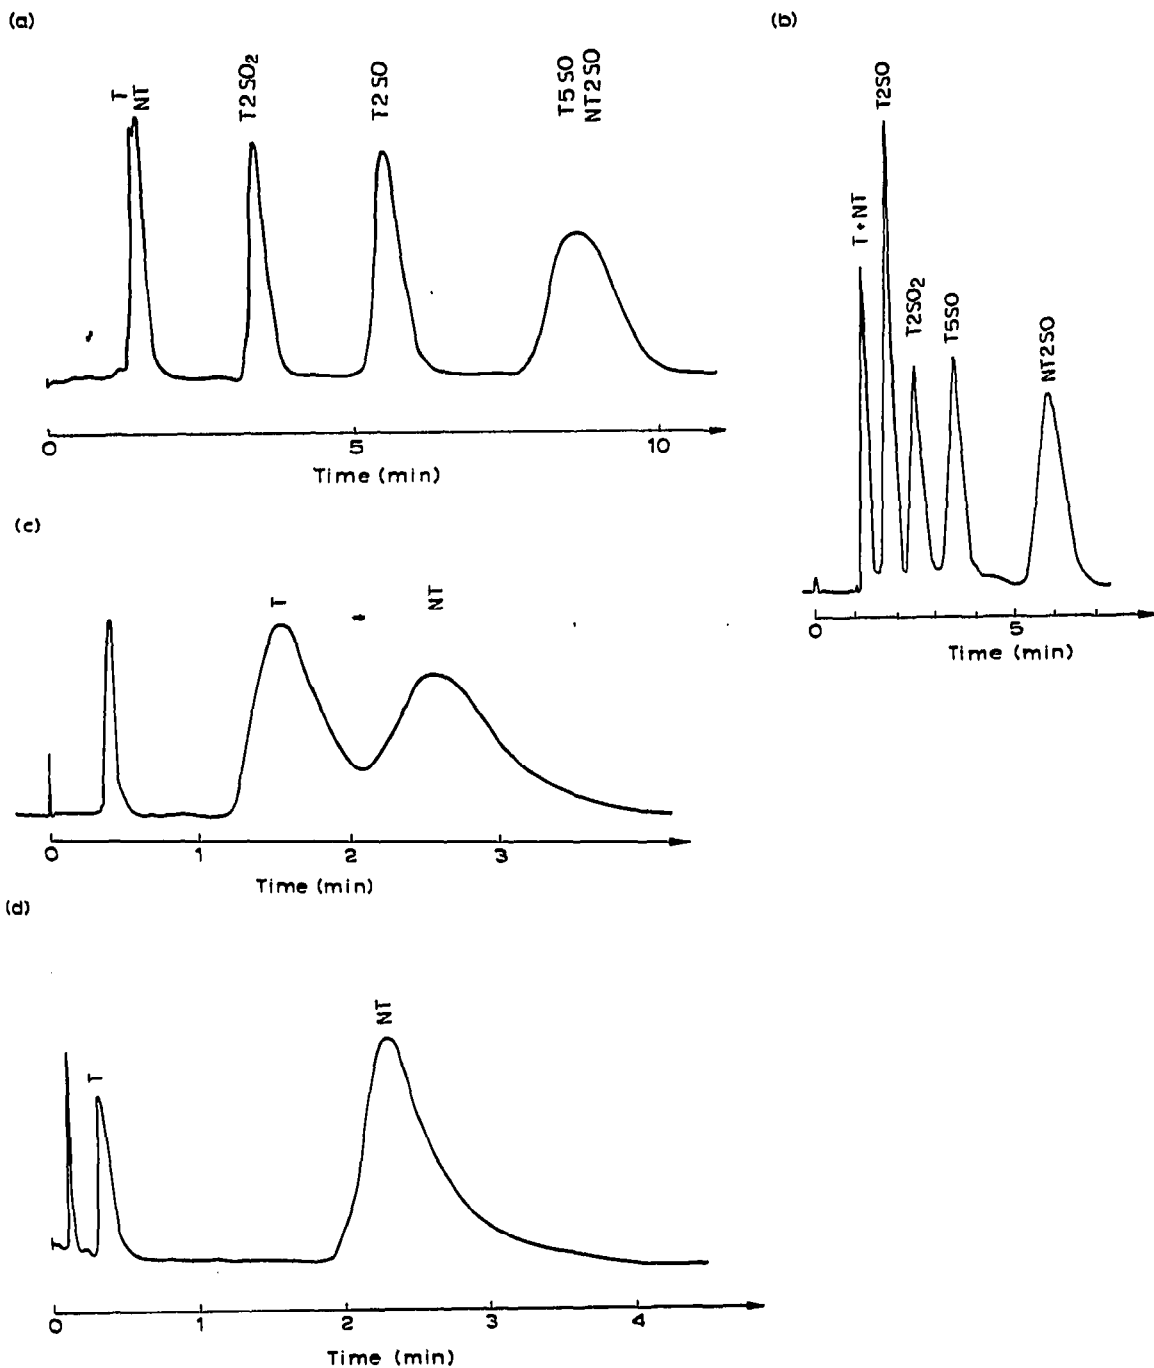 (a)
T
NT
T2SO2
T2SO
T5SO
NT2SO
0 5 10
Time (min)
(b)
T+NT
T2SO
T2SO2
T5SO
NT2SO
0 5
Time (min)
(c)
T
NT
0 1 2 3
Time (min)
(d)
T
NT
0 1 2 3 4
Time (min)